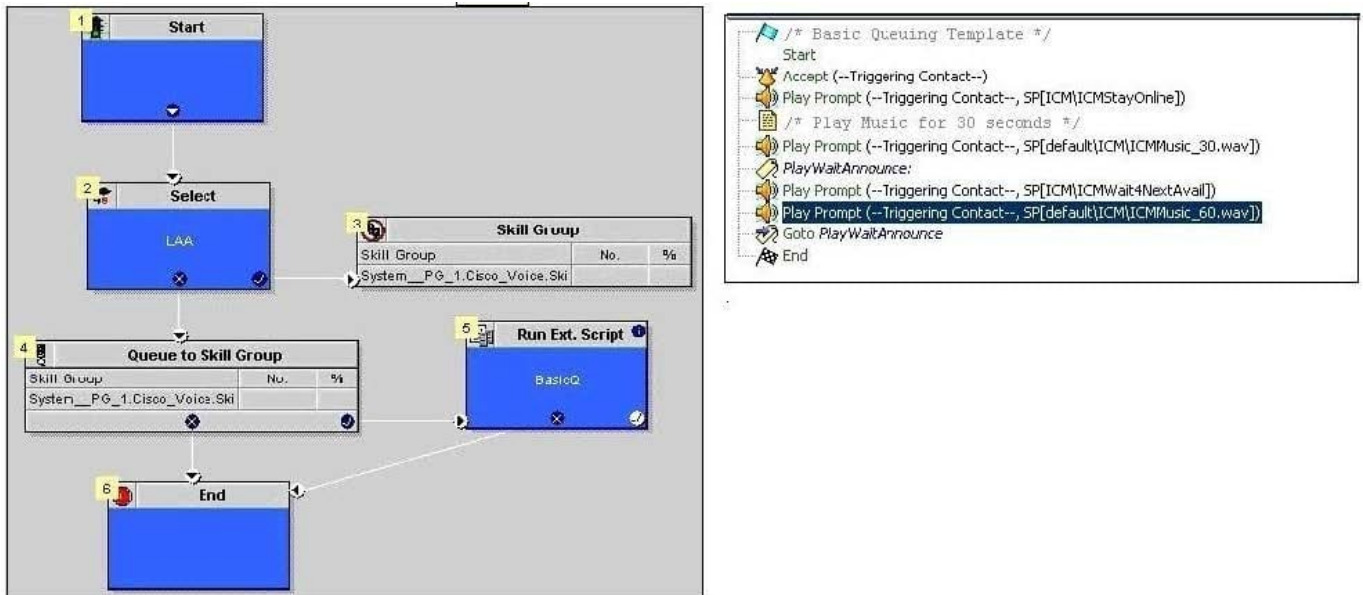 1
Start
2
Select
LAA
3
Skill Group
Skill Group No. %
System__PG_1.Cisco_Voice.Ski
4
Queue to Skill Group
Skill Group No. %
System__PG_1.Cisco_Voice.Ski
5
Run Ext. Script
BasicQ
6
End
/* Basic Queuing Template */
Start
Accept (--Triggering Contact--)
Play Prompt (--Triggering Contact--, SP[ICM\ICMStayOnline])
/* Play Music for 30 seconds */
Play Prompt (--Triggering Contact--, SP[default\ICM\ICMMusic_30.wav])
PlayWaitAnnounce:
Play Prompt (--Triggering Contact--, SP[ICM\ICMWait4NextAvail])
Play Prompt (--Triggering Contact--, SP[default\ICM\ICMMusic_60.wav])
Goto PlayWaitAnnounce
End